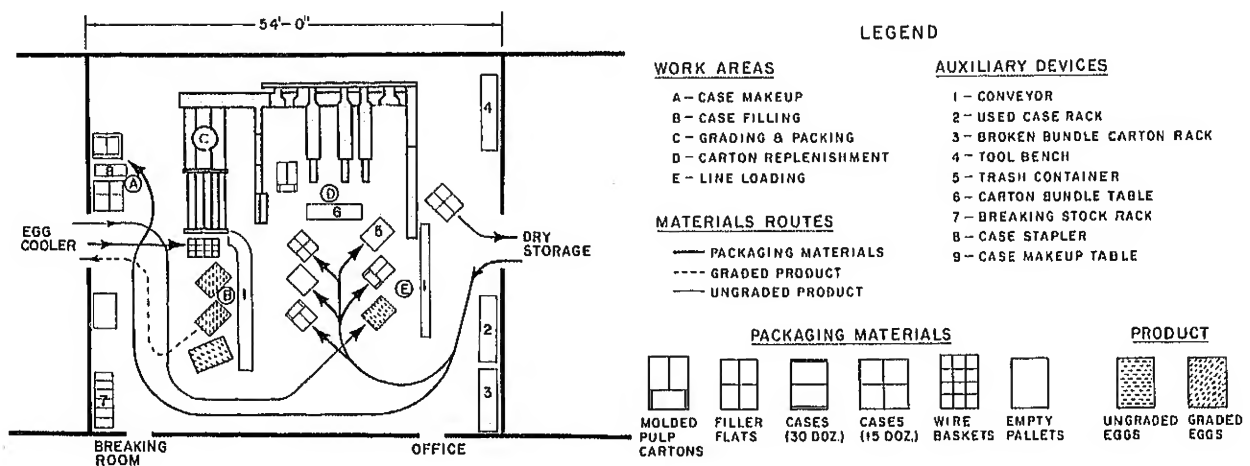 54'-0"
C
4
8
A
D
6
EGG
COOLER
5
DRY
STORAGE
B
1
E
1
2
7
3
BREAKING
ROOM
OFFICE
LEGEND
WORK AREAS
A - CASE MAKEUP
B - CASE FILLING
C - GRADING & PACKING
D - CARTON REPLENISHMENT
E - LINE LOADING
MATERIALS ROUTES
PACKAGING MATERIALS
GRADED PRODUCT
UNGRADED PRODUCT
AUXILIARY DEVICES
1 - CONVEYOR
2 - USED CASE RACK
3 - BROKEN BUNDLE CARTON RACK
4 - TOOL BENCH
5 - TRASH CONTAINER
6 - CARTON BUNDLE TABLE
7 - BREAKING STOCK RACK
8 - CASE STAPLER
9 - CASE MAKEUP TABLE
PACKAGING MATERIALS
MOLDED
PULP
CARTONS
FILLER
FLATS
CASES
(30 DOZ.)
CASES
(15 DOZ.)
WIRE
BASKETS
EMPTY
PALLETS
PRODUCT
UNGRADED
EGGS
GRADED
EGGS